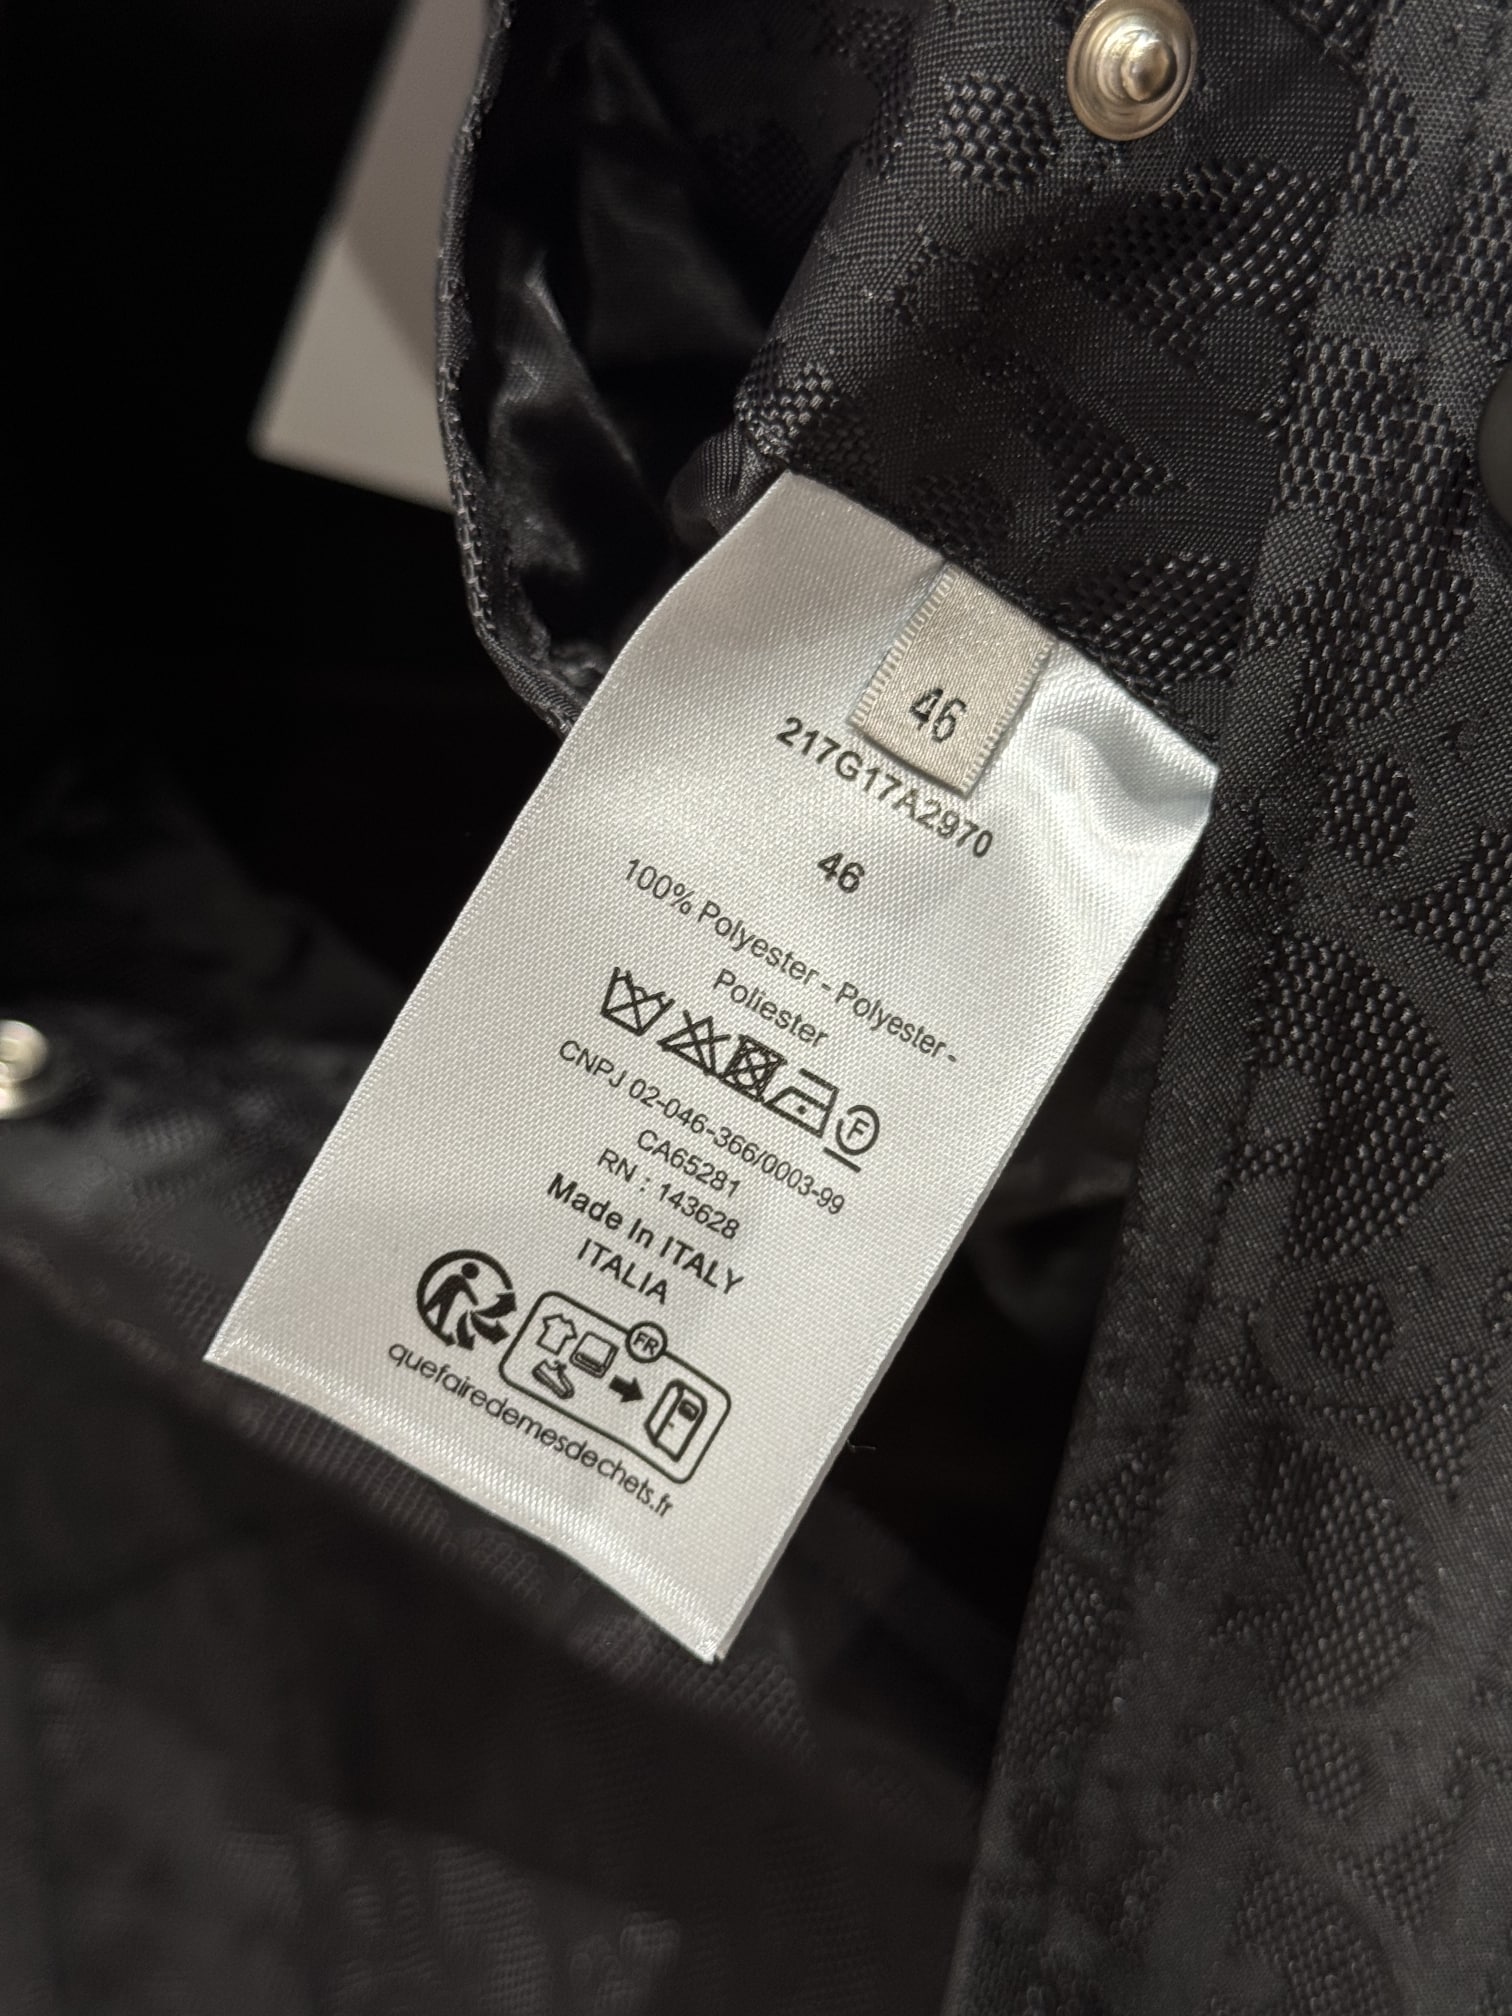 46
217G17A2970
46
100% Polyester - Polyester -
Poliester
F
CNPJ 02-046-366/0003-99
CA65281
RN : 143628
Made In ITALY
ITALIA
FR
quefairedemesdechets.fr